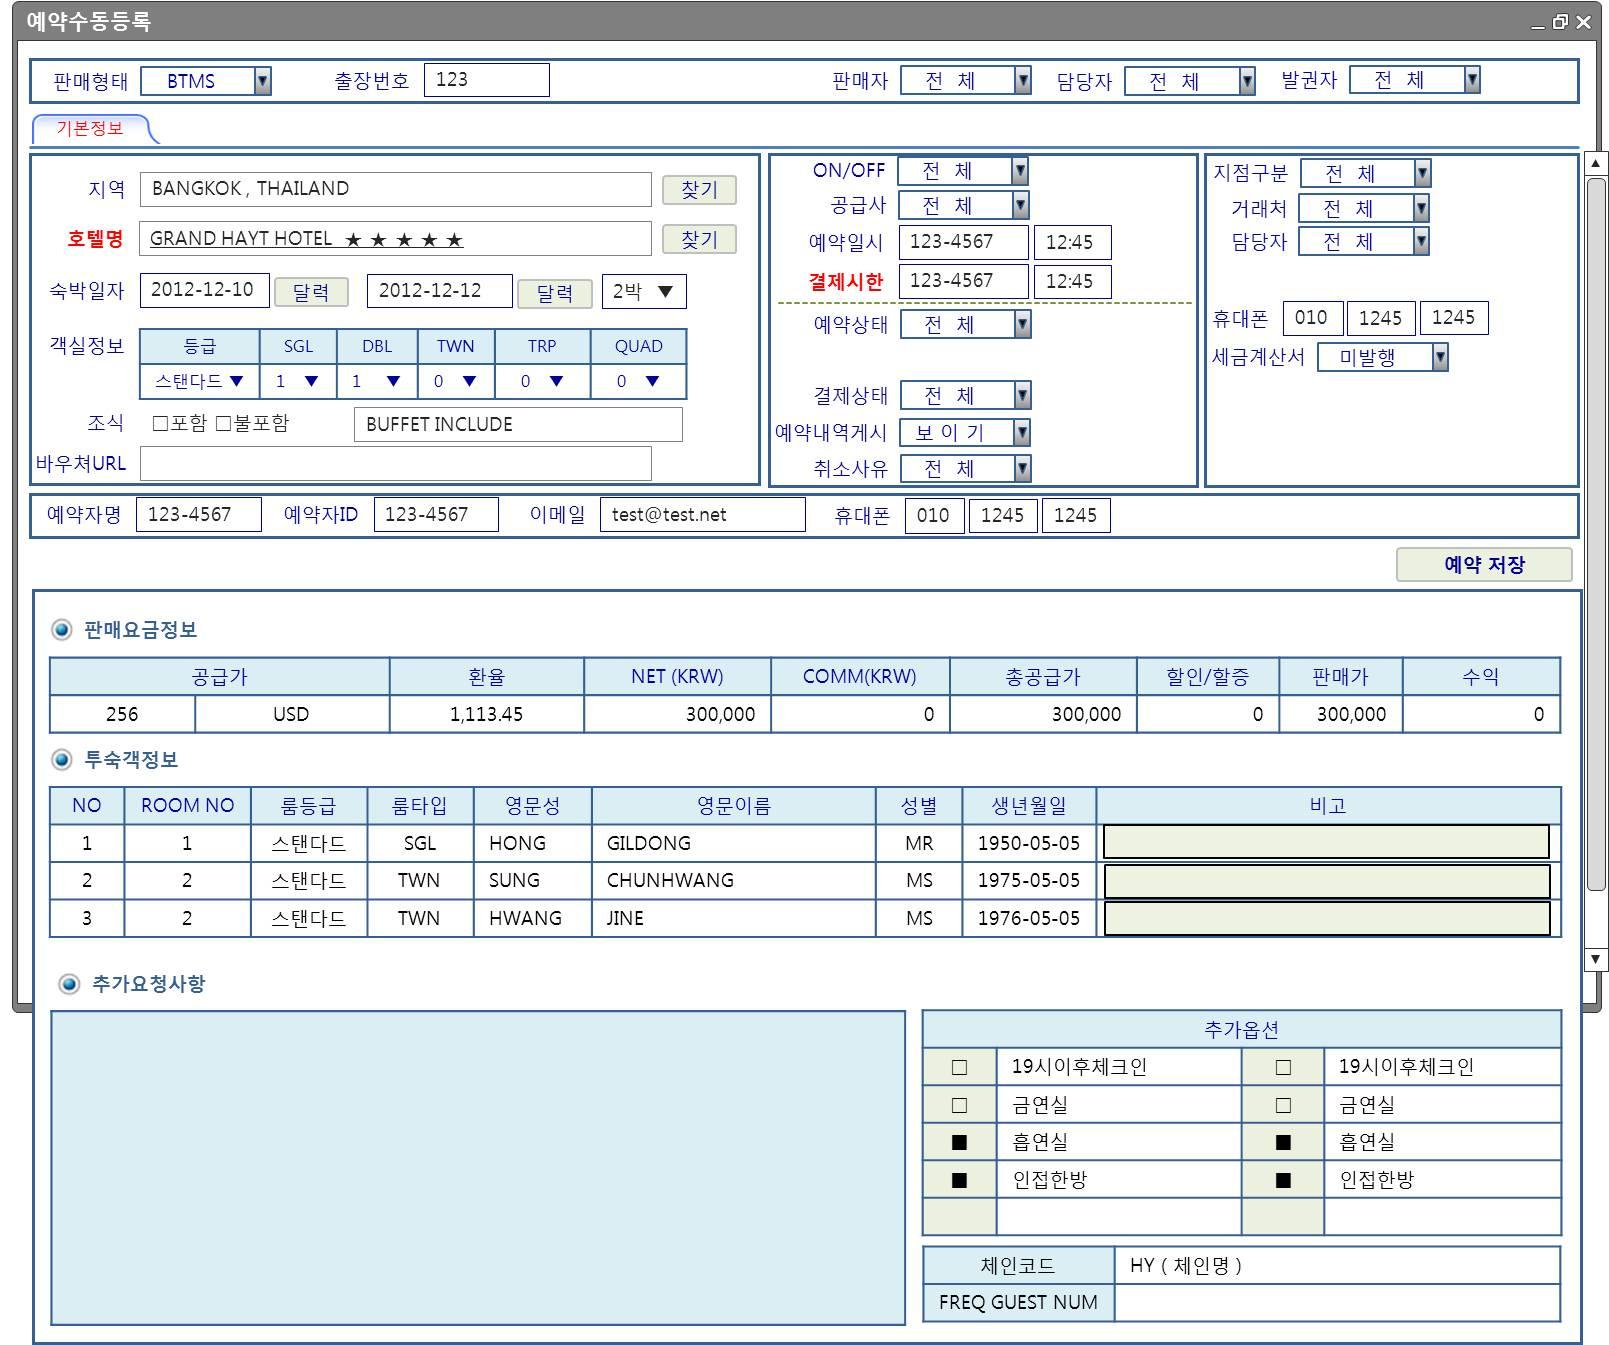 예약수동등록
판매형태 BTMS 출장번호 123 판매자 전 체 담당자 전 체 발권자 전 체
기본정보
지역 BANGKOK , THAILAND 찾기
호텔명 GRAND HAYT HOTEL ★ ★ ★ ★ ★ 찾기
숙박일자 2012-12-10 달력 2012-12-12 달력 2박 ▼
객실정보 등급 SGL DBL TWN TRP QUAD
스탠다드 ▼ 1 ▼ 1 ▼ 0 ▼ 0 ▼ 0 ▼
조식 □포함 □불포함 BUFFET INCLUDE
바우쳐URL
ON/OFF 전 체
공급사 전 체
예약일시 123-4567 12:45
결제시한 123-4567 12:45
예약상태 전 체
결제상태 전 체
예약내역게시 보 이 기
취소사유 전 체
지점구분 전 체
거래처 전 체
담당자 전 체
휴대폰 010 1245 1245
세금계산서 미발행
예약자명 123-4567 예약자ID 123-4567 이메일 test@test.net 휴대폰 010 1245 1245
예약 저장
판매요금정보
공급가 환율 NET (KRW) COMM(KRW) 총공급가 할인/할증 판매가 수익
256 USD 1,113.45 300,000 0 300,000 0 300,000 0
투숙객정보
NO ROOM NO 룸등급 룸타입 영문성 영문이름 성별 생년월일 비고
1 1 스탠다드 SGL HONG GILDONG MR 1950-05-05
2 2 스탠다드 TWN SUNG CHUNHWANG MS 1975-05-05
3 2 스탠다드 TWN HWANG JINE MS 1976-05-05
추가요청사항
추가옵션
□ 19시이후체크인 □ 19시이후체크인
□ 금연실 □ 금연실
■ 흡연실 ■ 흡연실
■ 인접한방 ■ 인접한방
체인코드 HY ( 체인명 )
FREQ GUEST NUM